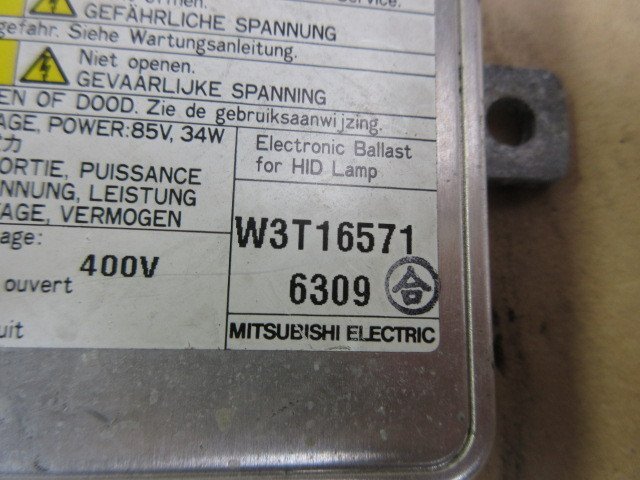 GEFÄHRLICHE SPANNUNG
gefahr. Siehe Wartungsanleitung.
Niet openen.
GEVAARLIJKE SPANNING
EN OF DOOD. Zie de gebruiksaanwijzing.
AGE, POWER:85V, 34W
力
ORTIE, PUISSANCE
NNUNG, LEISTUNG
TAGE, VERMOGEN
age:
400V
ouvert
uit
Electronic Ballast
for HID Lamp
W3T16571
6309 合
MITSUBISHI ELECTRIC